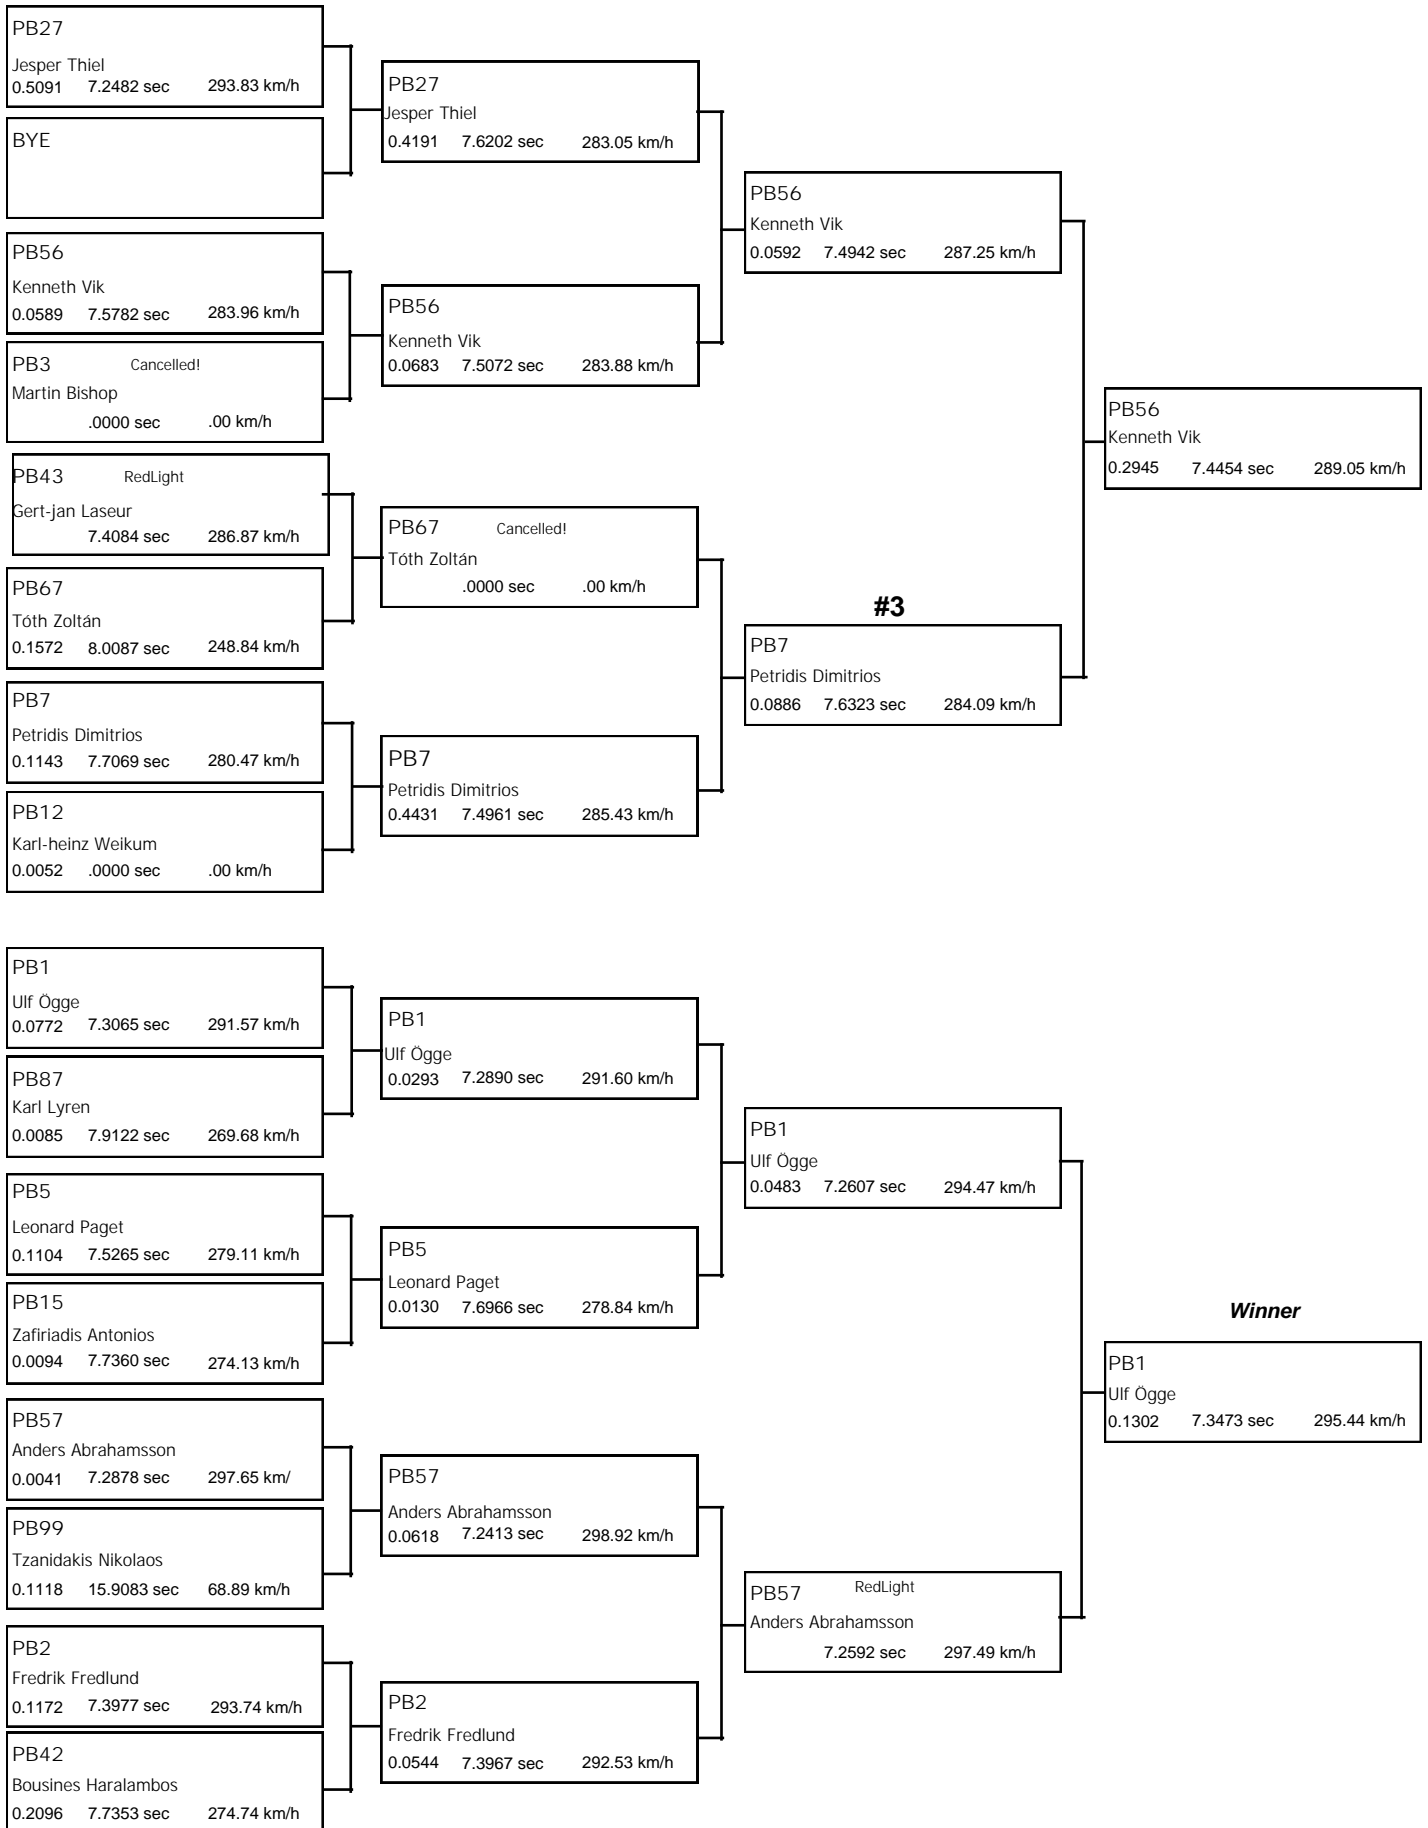 PB27
Jesper Thiel
0.5091 7.2482 sec 293.83 km/h
BYE
PB56
Kenneth Vik
0.0589 7.5782 sec 283.96 km/h
PB3 Cancelled!
Martin Bishop
.0000 sec .00 km/h
PB43 RedLight
Gert-jan Laseur
7.4084 sec 286.87 km/h
PB67
Tóth Zoltán
0.1572 8.0087 sec 248.84 km/h
PB7
Petridis Dimitrios
0.1143 7.7069 sec 280.47 km/h
PB12
Karl-heinz Weikum
0.0052 .0000 sec .00 km/h
PB27
Jesper Thiel
0.4191 7.6202 sec 283.05 km/h
PB56
Kenneth Vik
0.0683 7.5072 sec 283.88 km/h
PB67 Cancelled!
Tóth Zoltán
.0000 sec .00 km/h
PB7
Petridis Dimitrios
0.4431 7.4961 sec 285.43 km/h
PB56
Kenneth Vik
0.0592 7.4942 sec 287.25 km/h
#3
PB7
Petridis Dimitrios
0.0886 7.6323 sec 284.09 km/h
PB56
Kenneth Vik
0.2945 7.4454 sec 289.05 km/h
PB1
Ulf Ögge
0.0772 7.3065 sec 291.57 km/h
PB87
Karl Lyren
0.0085 7.9122 sec 269.68 km/h
PB5
Leonard Paget
0.1104 7.5265 sec 279.11 km/h
PB15
Zafiriadis Antonios
0.0094 7.7360 sec 274.13 km/h
PB57
Anders Abrahamsson
0.0041 7.2878 sec 297.65 km/
PB99
Tzanidakis Nikolaos
0.1118 15.9083 sec 68.89 km/h
PB2
Fredrik Fredlund
0.1172 7.3977 sec 293.74 km/h
PB42
Bousines Haralambos
0.2096 7.7353 sec 274.74 km/h
PB1
Ulf Ögge
0.0293 7.2890 sec 291.60 km/h
PB5
Leonard Paget
0.0130 7.6966 sec 278.84 km/h
PB57
Anders Abrahamsson
0.0618 7.2413 sec 298.92 km/h
PB2
Fredrik Fredlund
0.0544 7.3967 sec 292.53 km/h
PB1
Ulf Ögge
0.0483 7.2607 sec 294.47 km/h
PB57 RedLight
Anders Abrahamsson
7.2592 sec 297.49 km/h
Winner
PB1
Ulf Ögge
0.1302 7.3473 sec 295.44 km/h